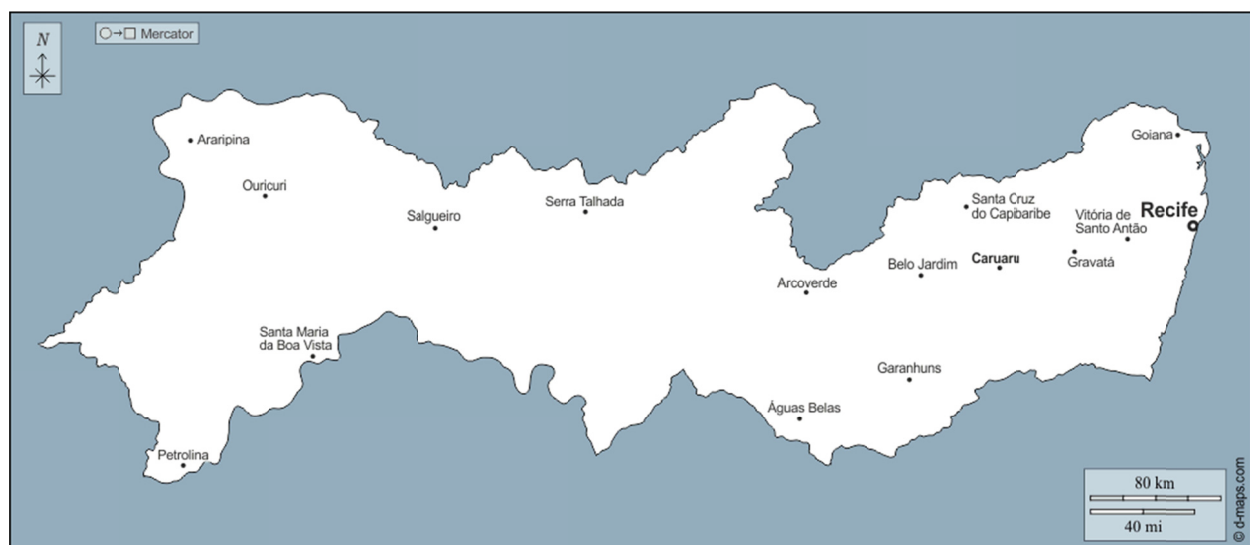 N
Mercator
Araripina
Ouricuri
Salgueiro
Serra Talhada
Santa Maria
da Boa Vista
Petrolina
Arcoverde
Águas Belas
Garanhuns
Belo Jardim
Caruaru
Santa Cruz
do Capibaribe
Gravatá
Vitória de
Santo Antão
Recife
Goiana
80 km
40 mi
© d-maps.com